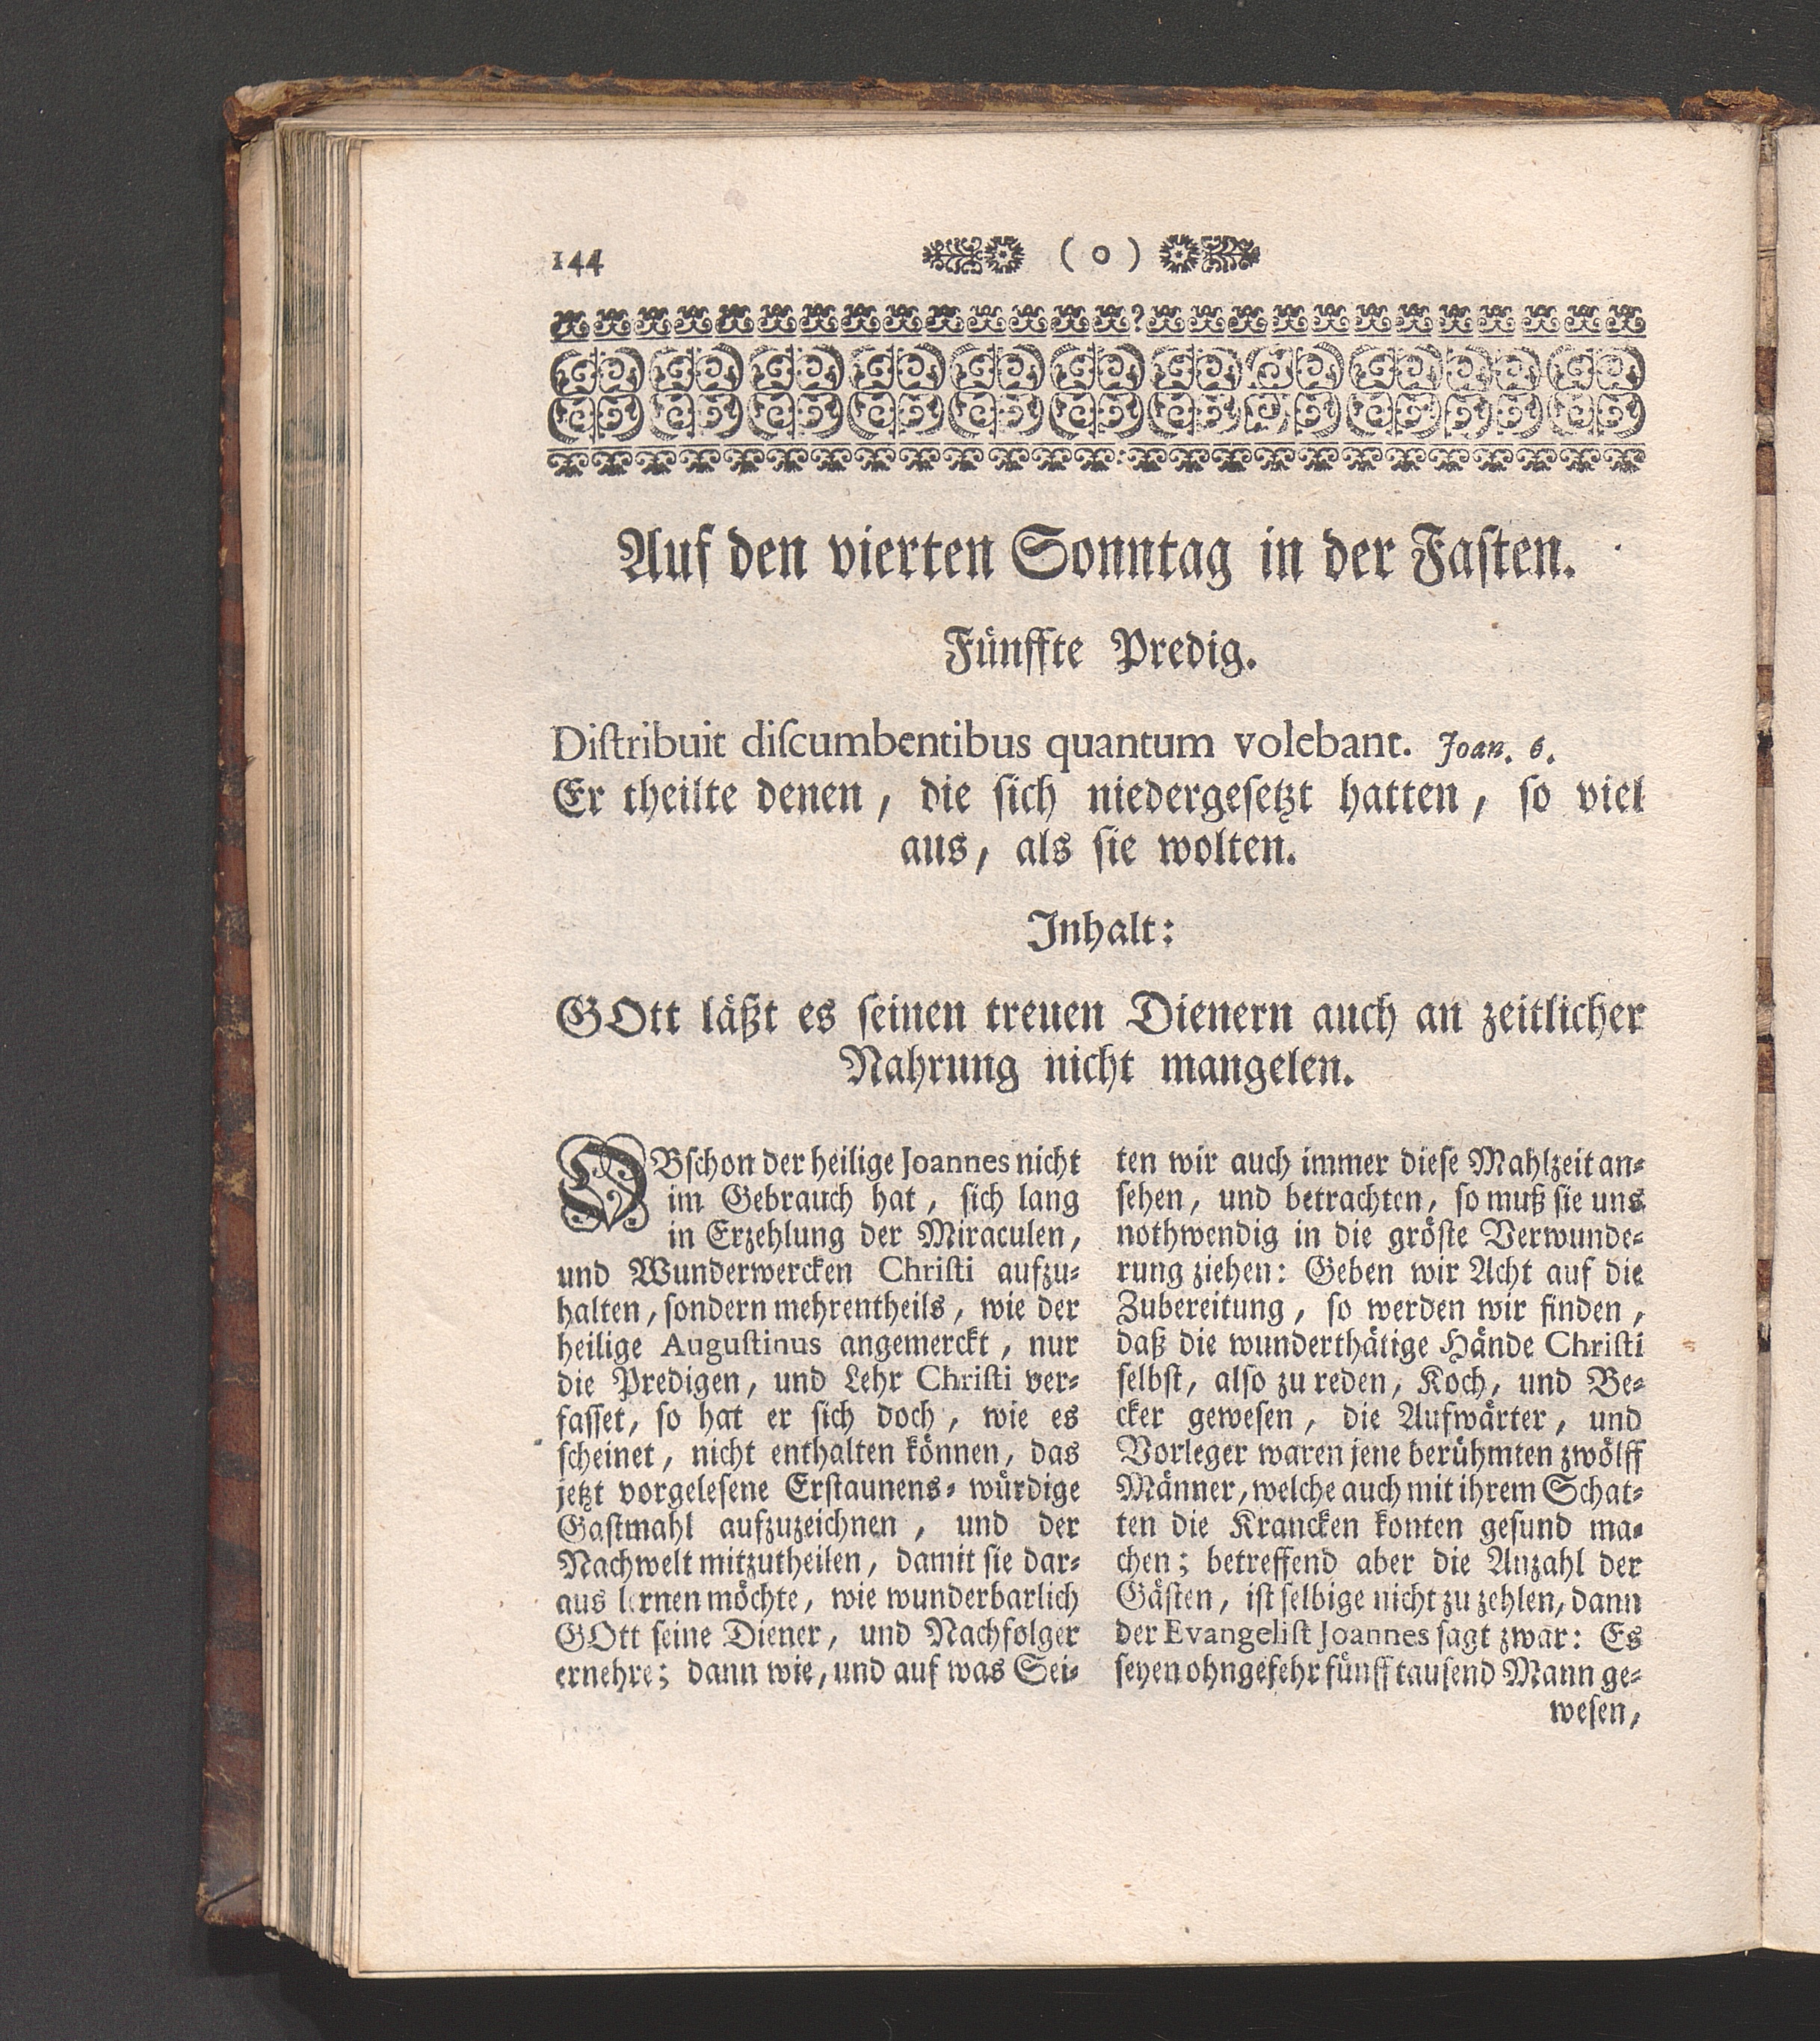 144 ( o )
Auf den vierten Sonntag in der Fasten.
Fünffte Predig.
Distribuit discumbentibus quantum volebant. Joan. 6.
Er theilte denen, die sich niedergesetzt hatten, so viel
aus, als sie wolten.
Inhalt:
GOtt läßt es seinen treuen Dienern auch an zeitlicher
Nahrung nicht mangelen.
OBschon der heilige Joannes nicht
im Gebrauch hat, sich lang
in Erzehlung der Miraculen,
und Wunderwercken Christi aufzu-
halten, sondern mehrentheils, wie der
heilige Augustinus angemerckt, nur
die Predigen, und Lehr Christi ver-
fasset, so hat er sich doch, wie es
scheinet, nicht enthalten können, das
jetzt vorgelesene Erstaunens-würdige
Gastmahl aufzuzeichnen, und der
Nachwelt mitzutheilen, damit sie dar-
aus lernen möchte, wie wunderbarlich
GOtt seine Diener, und Nachfolger
ernehre; dann wie, und auf was Sei-
ten wir auch immer diese Mahlzeit an-
sehen, und betrachten, so muß sie uns
nothwendig in die gröste Verwunde-
rung ziehen: Geben wir Acht auf die
Zubereitung, so werden wir finden,
daß die wunderthätige Hände Christi
selbst, also zu reden, Koch, und Be-
cker gewesen, die Aufwärter, und
Vorleger waren jene berühmten zwölff
Männer, welche auch mit ihrem Schat-
ten die Krancken konten gesund ma-
chen; betreffend aber die Anzahl der
Gästen, ist selbige nicht zu zehlen, dann
der Evangelist Joannes sagt zwar: Es
seyen ohngefehr fünff tausend Mann ge-
wesen,